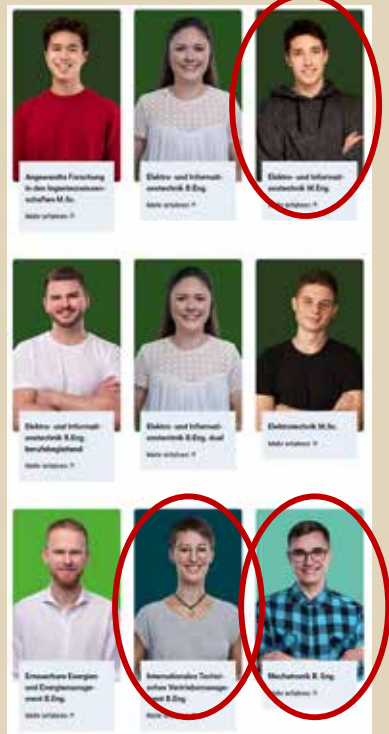 Angewandte Forschung
in den Ingenieurwissen-
schaften M.Sc.
Mehr erfahren
Elektro- und Informati-
onstechnik B.Eng.
Mehr erfahren
Elektro- und Informati-
onstechnik M.Eng.
Mehr erfahren
Elektro- und Informati-
onstechnik B.Eng.
berufsbegleitend
Mehr erfahren
Elektro- und Informati-
onstechnik B.Eng. dual
Mehr erfahren
Elektrotechnik M.Sc.
Mehr erfahren
Erneuerbare Energien
und Energiemanage-
ment B.Eng.
Mehr erfahren
Internationales Techni-
sches Vertriebsmanage-
ment B.Eng.
Mehr erfahren
Mechatronik B. Eng.
Mehr erfahren